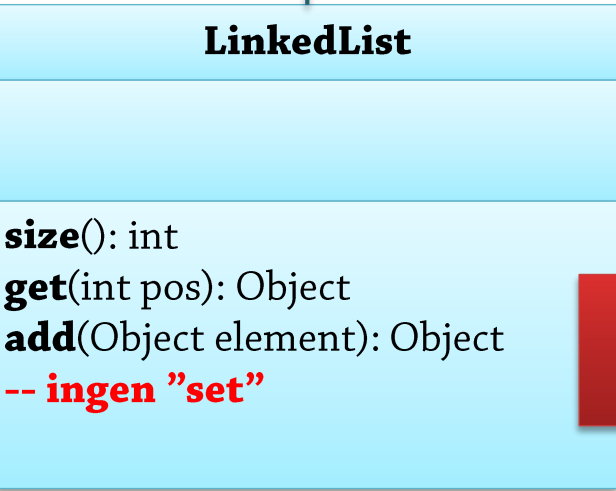 LinkedList
size(): int
get(int pos): Object
add(Object element): Object
-- ingen ”set”